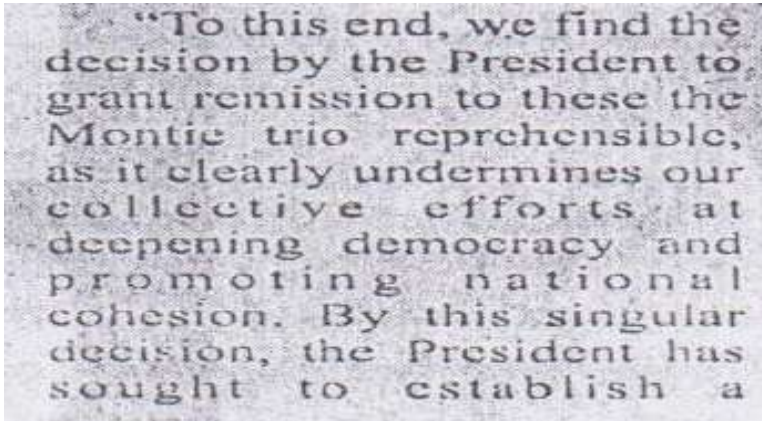 “To this end, we find the
decision by the President to
grant remission to these the
Montie trio reprehensible,
as it clearly undermines our
collective efforts at
deepening democracy and
promoting national
cohesion. By this singular
decision, the President has
sought to establish a